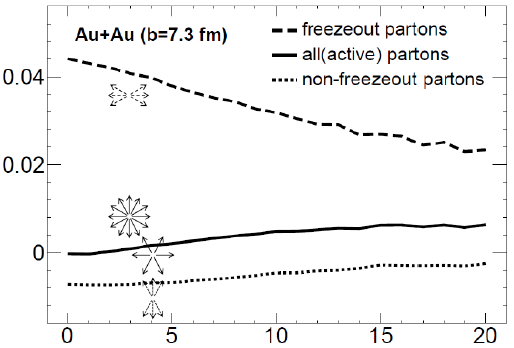 Au+Au (b=7.3 fm)
freezeout partons
all(active) partons
non-freezeout partons
0.04
0.02
0
0 5 10 15 20